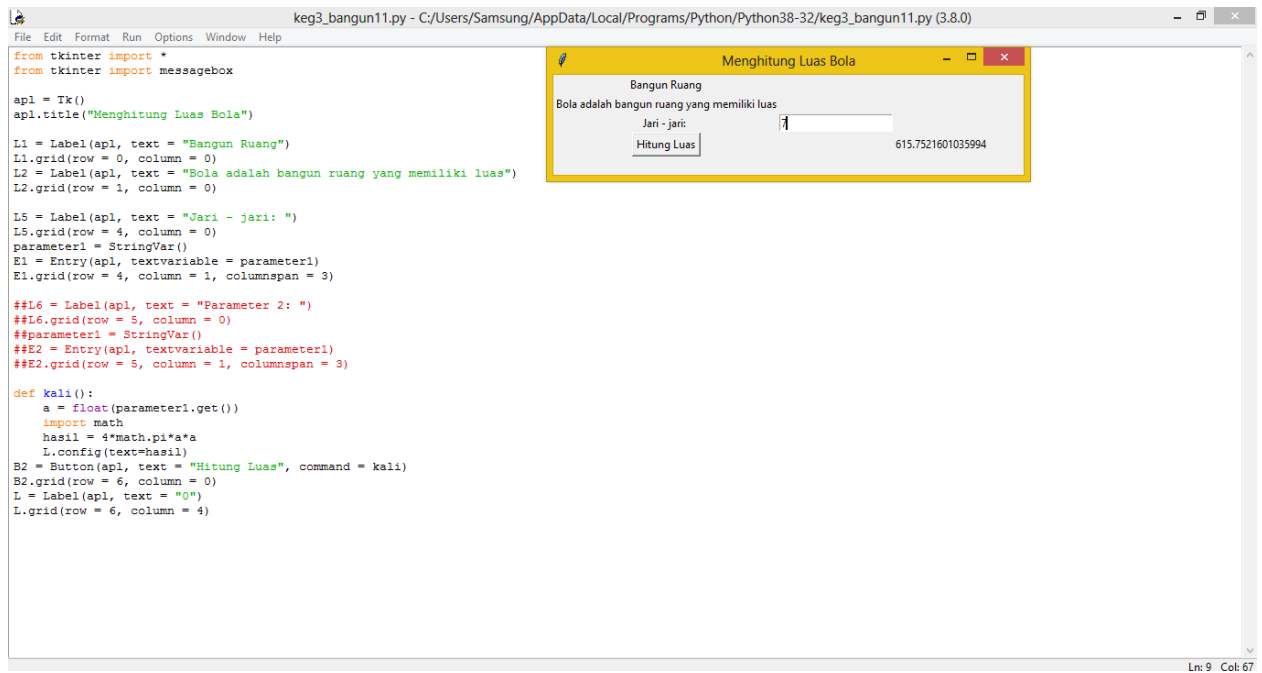 keg3_bangun11.py - C:/Users/Samsung/AppData/Local/Programs/Python/Python38-32/keg3_bangun11.py (3.8.0)
File Edit Format Run Options Window Help
from tkinter import *
from tkinter import messagebox
apl = Tk()
apl.title("Menghitung Luas Bola")
L1 = Label(apl, text = "Bangun Ruang")
L1.grid(row = 0, column = 0)
L2 = Label(apl, text = "Bola adalah bangun ruang yang memiliki luas")
L2.grid(row = 1, column = 0)
L5 = Label(apl, text = "Jari - jari: ")
L5.grid(row = 4, column = 0)
parameter1 = StringVar()
E1 = Entry(apl, textvariable = parameter1)
E1.grid(row = 4, column = 1, columnspan = 3)
##L6 = Label(apl, text = "Parameter 2: ")
##L6.grid(row = 5, column = 0)
##parameter1 = StringVar()
##E2 = Entry(apl, textvariable = parameter1)
##E2.grid(row = 5, column = 1, columnspan = 3)
def kali():
    a = float(parameter1.get())
    import math
    hasil = 4*math.pi*a*a
    L.config(text=hasil)
B2 = Button(apl, text = "Hitung Luas", command = kali)
B2.grid(row = 6, column = 0)
L = Label(apl, text = "0")
L.grid(row = 6, column = 4)
Menghitung Luas Bola
Bangun Ruang
Bola adalah bangun ruang yang memiliki luas
Jari - jari: 7
Hitung Luas 615.7521601035994
Ln: 9 Col: 67